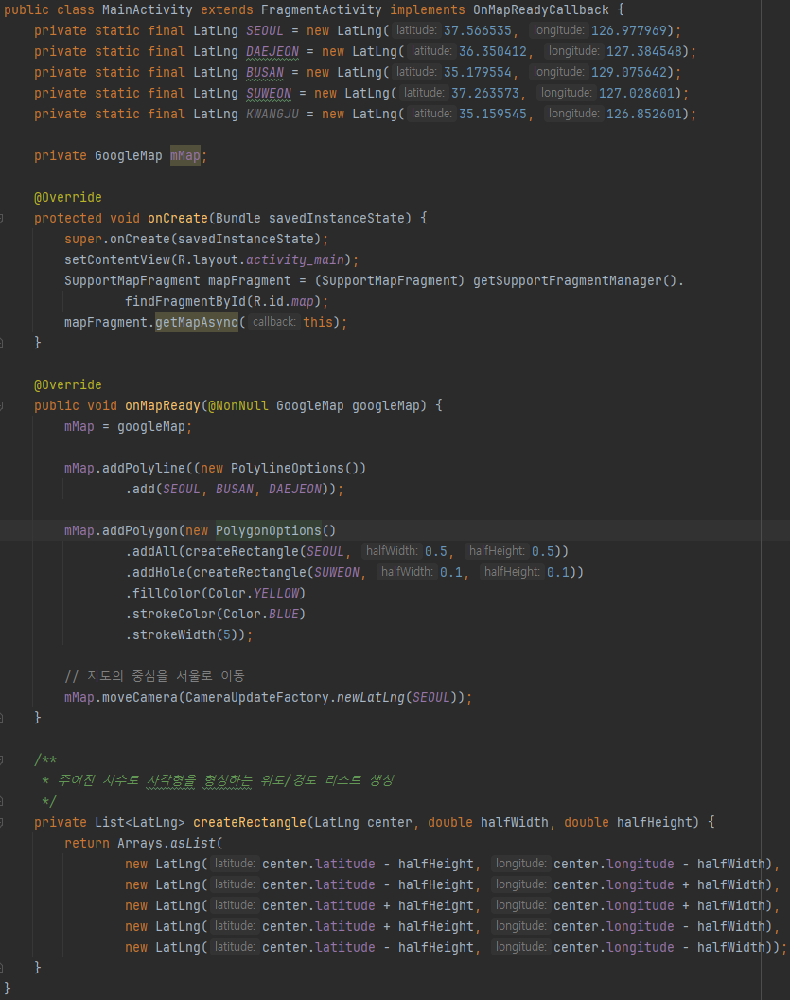 public class MainActivity extends FragmentActivity implements OnMapReadyCallback {
    private static final LatLng SEOUL = new LatLng( latitude: 37.566535, longitude: 126.977969);
    private static final LatLng DAEJEON = new LatLng( latitude: 36.350412, longitude: 127.384548);
    private static final LatLng BUSAN = new LatLng( latitude: 35.179554, longitude: 129.075642);
    private static final LatLng SUWEON = new LatLng( latitude: 37.263573, longitude: 127.028601);
    private static final LatLng KWANGJU = new LatLng( latitude: 35.159545, longitude: 126.852601);

    private GoogleMap mMap;

    @Override
    protected void onCreate(Bundle savedInstanceState) {
        super.onCreate(savedInstanceState);
        setContentView(R.layout.activity_main);
        SupportMapFragment mapFragment = (SupportMapFragment) getSupportFragmentManager().
                findFragmentById(R.id.map);
        mapFragment.getMapAsync( callback: this);
    }

    @Override
    public void onMapReady(@NonNull GoogleMap googleMap) {
        mMap = googleMap;

        mMap.addPolyline((new PolylineOptions())
                .add(SEOUL, BUSAN, DAEJEON));

        mMap.addPolygon(new PolygonOptions()
                .addAll(createRectangle(SEOUL, halfWidth: 0.5, halfHeight: 0.5))
                .addHole(createRectangle(SUWEON, halfWidth: 0.1, halfHeight: 0.1))
                .fillColor(Color.YELLOW)
                .strokeColor(Color.BLUE)
                .strokeWidth(5));

        // 지도의 중심을 서울로 이동
        mMap.moveCamera(CameraUpdateFactory.newLatLng(SEOUL));
    }

    /**
     * 주어진 치수로 사각형을 형성하는 위도/경도 리스트 생성
     */
    private List<LatLng> createRectangle(LatLng center, double halfWidth, double halfHeight) {
        return Arrays.asList(
                new LatLng( latitude: center.latitude - halfHeight, longitude: center.longitude - halfWidth),
                new LatLng( latitude: center.latitude - halfHeight, longitude: center.longitude + halfWidth),
                new LatLng( latitude: center.latitude + halfHeight, longitude: center.longitude + halfWidth),
                new LatLng( latitude: center.latitude + halfHeight, longitude: center.longitude - halfWidth),
                new LatLng( latitude: center.latitude - halfHeight, longitude: center.longitude - halfWidth));
    }
}